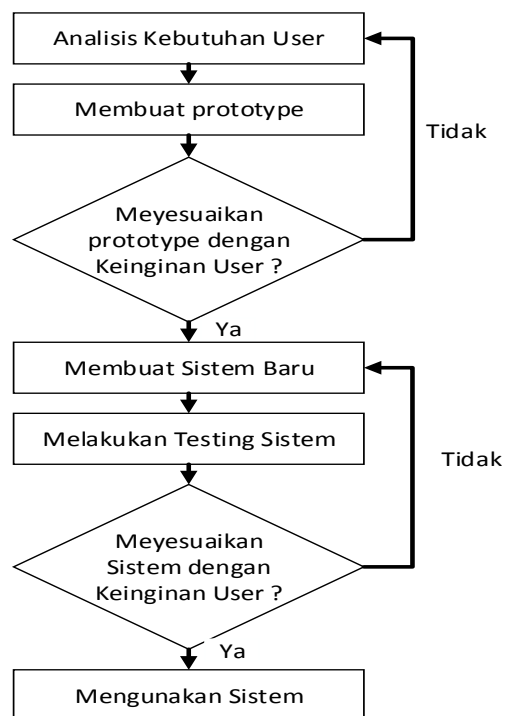 Analisis Kebutuhan User
Membuat prototype
Tidak
Meyesuaikan
prototype dengan
Keinginan User ?
Ya
Membuat Sistem Baru
Melakukan Testing Sistem
Tidak
Meyesuaikan
Sistem dengan
Keinginan User ?
Ya
Mengunakan Sistem